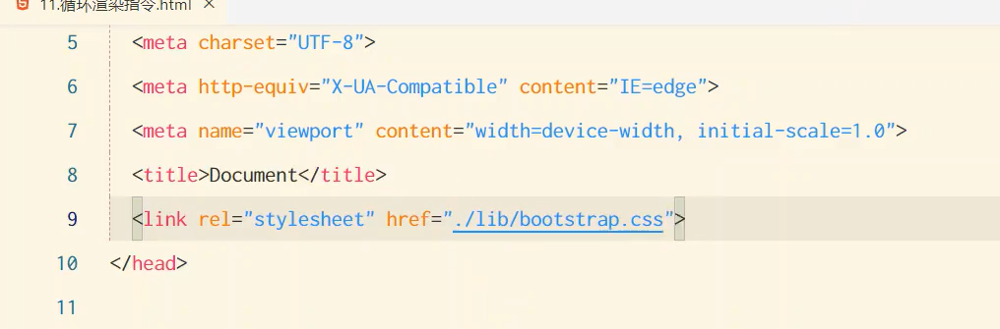 11.循环渲染指令.html ×
5 <meta charset="UTF-8">
6 <meta http-equiv="X-UA-Compatible" content="IE=edge">
7 <meta name="viewport" content="width=device-width, initial-scale=1.0">
8 <title>Document</title>
9 <link rel="stylesheet" href="./lib/bootstrap.css">
10 </head>
11